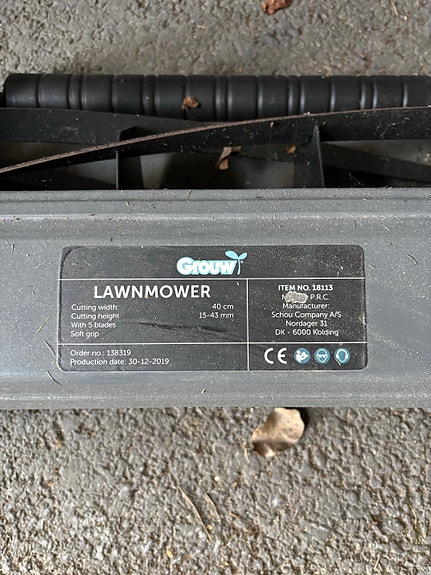 Grouw
LAWNMOWER
Cutting width: 40 cm
Cutting height: 15-43 mm
With 5 blades
Soft grip
Order no.: 138319
Production date: 30-12-2019
ITEM NO. 18113
P.R.C.
Manufacturer:
Schou Company A/S
Nordager 31
DK - 6000 Kolding
CE